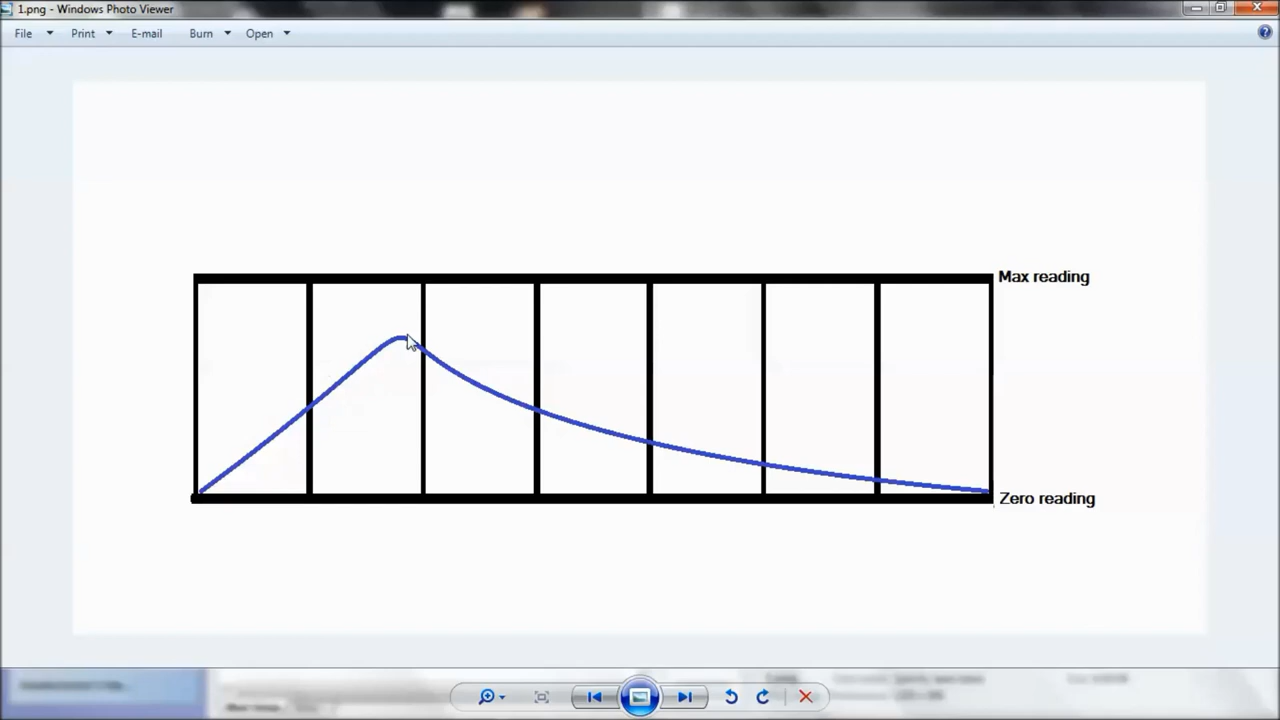 1.png - Windows Photo Viewer
File Print E-mail Burn Open
Max reading
Zero reading